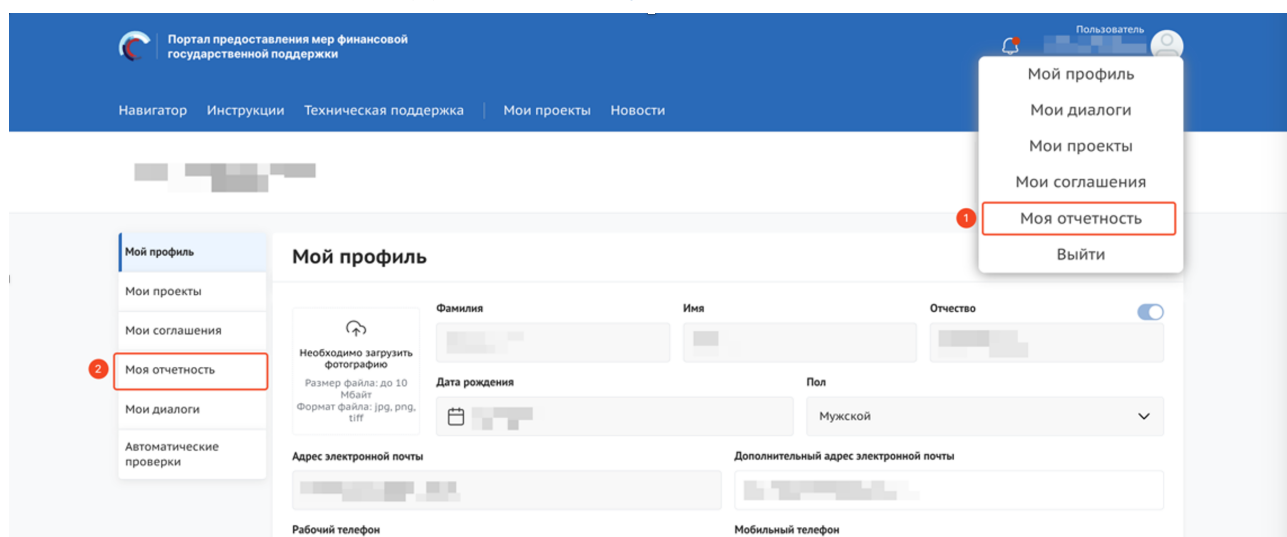 Портал предоставления мер финансовой
государственной поддержки
Пользователь
Навигатор Инструкции Техническая поддержка Мои проекты Новости
Мой профиль
Мои диалоги
Мои проекты
Мои соглашения
1 Моя отчетность
Выйти
Мой профиль
Мои проекты
Мои соглашения
2 Моя отчетность
Мои диалоги
Автоматические
проверки
Мой профиль
Необходимо загрузить
фотографию
Размер файла: до 10
Мбайт
Формат файла: jpg, png,
tiff
Фамилия Имя Отчество
Дата рождения Пол
Мужской
Адрес электронной почты Дополнительный адрес электронной почты
Рабочий телефон Мобильный телефон